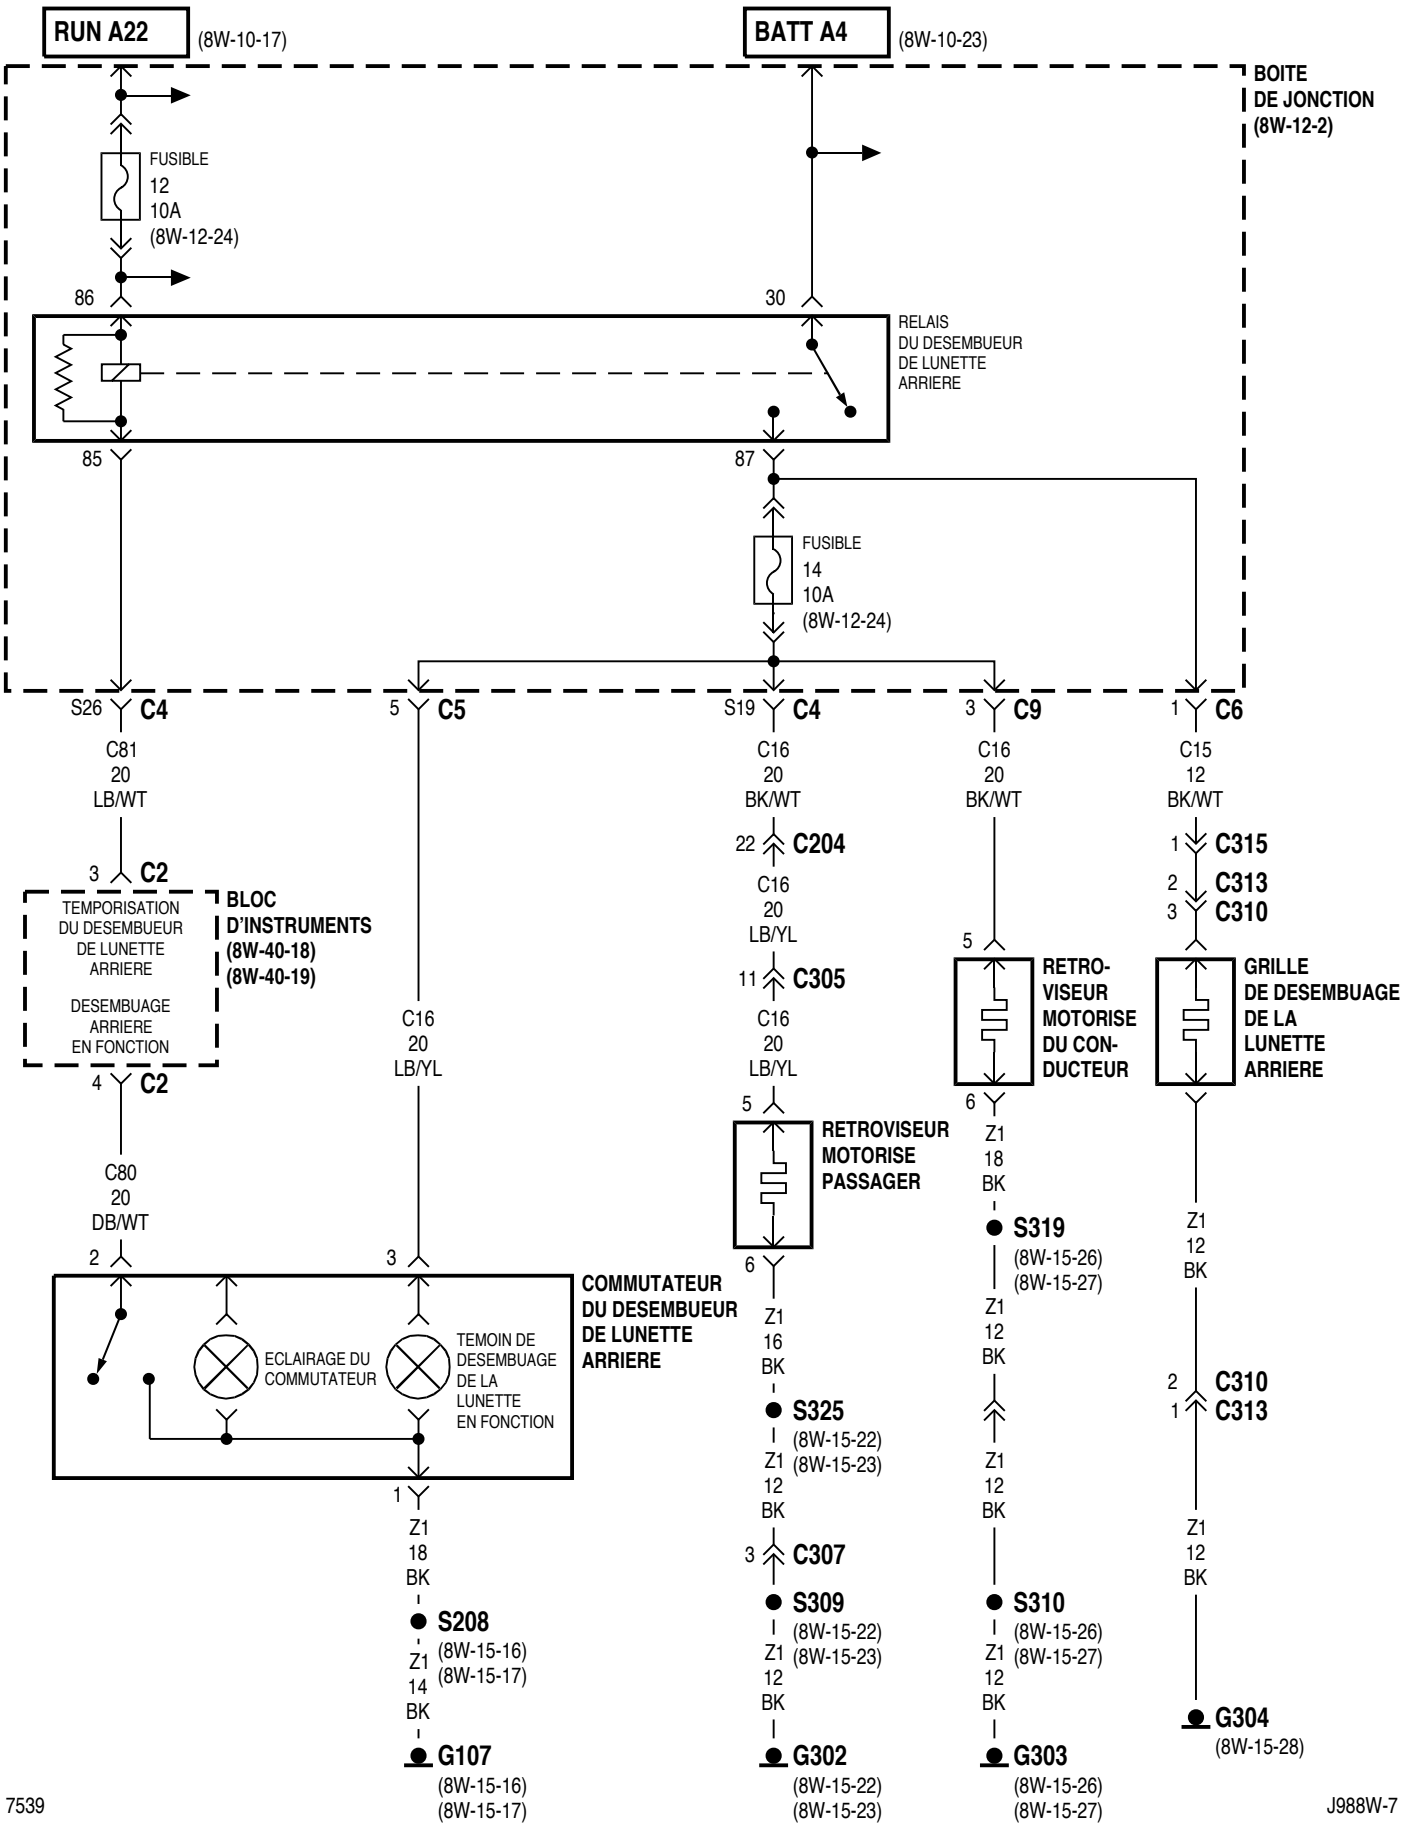 RUN A22
(8W-10-17)
BATT A4
(8W-10-23)
BOITE
DE JONCTION
(8W-12-2)
FUSIBLE
12
10A
(8W-12-24)
86
30
RELAIS
DU DESEMBUEUR
DE LUNETTE
ARRIERE
85
87
FUSIBLE
14
10A
(8W-12-24)
S26
C4
5
C5
S19
C4
3
C9
1
C6
C81
20
LB/WT
C16
20
BK/WT
C16
20
BK/WT
C15
12
BK/WT
22
C204
1
C315
3
C2
C16
20
LB/YL
2
C313
3
C310
TEMPORISATION
DU DESEMBUEUR
DE LUNETTE
ARRIERE
DESEMBUAGE
ARRIERE
EN FONCTION
BLOC
D'INSTRUMENTS
(8W-40-18)
(8W-40-19)
11
C305
5
RETRO-
VISEUR
MOTORISE
DU CON-
DUCTEUR
GRILLE
DE DESEMBUAGE
DE LA
LUNETTE
ARRIERE
C16
20
LB/YL
C16
20
LB/YL
4
C2
5
6
RETROVISEUR
MOTORISE
PASSAGER
Z1
18
BK
C80
20
DB/WT
S319
(8W-15-26)
(8W-15-27)
Z1
12
BK
2
3
6
COMMUTATEUR
DU DESEMBUEUR
DE LUNETTE
ARRIERE
ECLAIRAGE DU
COMMUTATEUR
TEMOIN DE
DESEMBUAGE
DE LA
LUNETTE
EN FONCTION
Z1
16
BK
Z1
12
BK
2
C310
1
C313
S325
(8W-15-22)
(8W-15-23)
Z1
12
BK
Z1
12
BK
1
Z1
18
BK
3
C307
Z1
12
BK
S208
(8W-15-16)
(8W-15-17)
Z1
14
BK
S309
(8W-15-22)
(8W-15-23)
Z1
12
BK
S310
(8W-15-26)
(8W-15-27)
Z1
12
BK
G304
(8W-15-28)
G107
(8W-15-16)
(8W-15-17)
G302
(8W-15-22)
(8W-15-23)
G303
(8W-15-26)
(8W-15-27)
7539
J988W-7